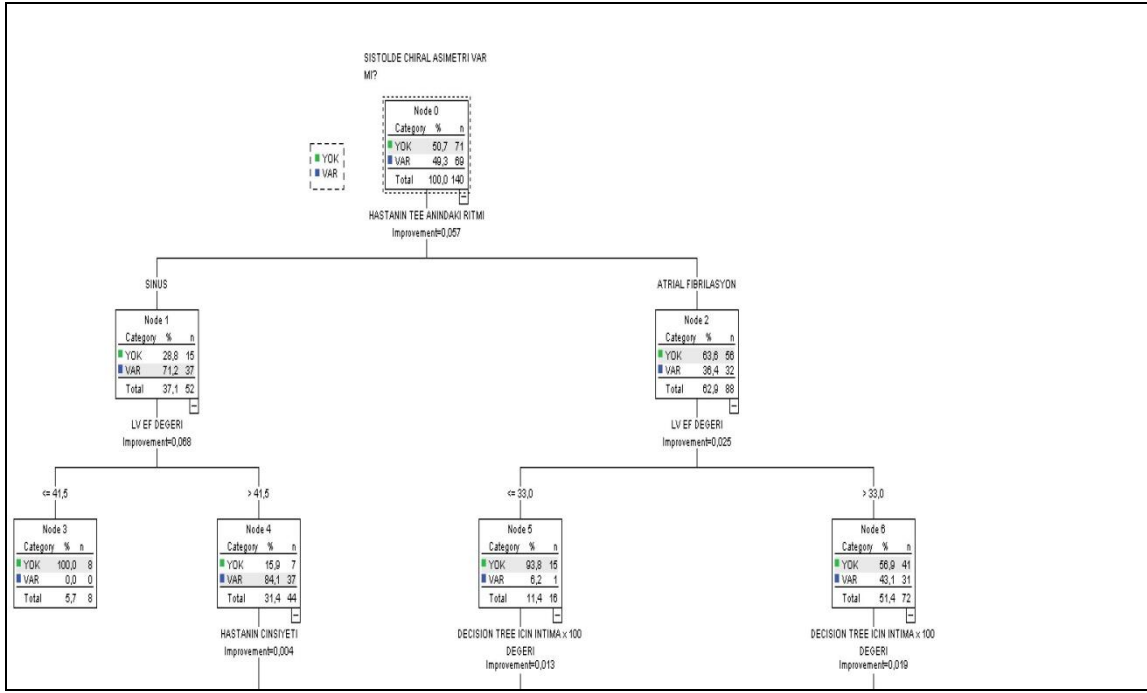 SISTOLDE CHIRAL ASIMETRI VAR
MI?
Node 0
Category % n
YOK 50,7 71
VAR 49,3 69
Total 100,0 140
YOK
VAR
HASTANIN TEE ANINDAKI RITMI
Improvement=0,057
SINUS
ATRIAL FIBRILASYON
Node 1
Category % n
YOK 28,8 15
VAR 71,2 37
Total 37,1 52
Node 2
Category % n
YOK 63,6 56
VAR 36,4 32
Total 62,9 88
LV EF DEGERI
Improvement=0,068
LV EF DEGERI
Improvement=0,025
<= 41,5
> 41,5
<= 33,0
> 33,0
Node 3
Category % n
YOK 100,0 8
VAR 0,0 0
Total 5,7 8
Node 4
Category % n
YOK 15,9 7
VAR 84,1 37
Total 31,4 44
Node 5
Category % n
YOK 93,8 15
VAR 6,2 1
Total 11,4 16
Node 6
Category % n
YOK 56,9 41
VAR 43,1 31
Total 51,4 72
HASTANIN CINSIYETI
Improvement=0,004
DECISION TREE ICIN INTIMA x 100
DEGERI
Improvement=0,013
DECISION TREE ICIN INTIMA x 100
DEGERI
Improvement=0,019